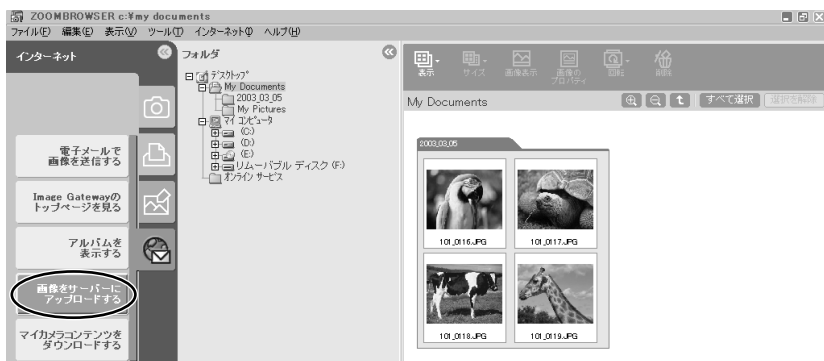 ZOOMBROWSER c:¥my documents
ファイル(F) 編集(E) 表示(V) ツール(T) インターネット(I) ヘルプ(H)
インターネット
電子メールで
画像を送信する
Image Gatewayの
トップページを見る
アルバムを
表示する
画像をサーバーに
アップロードする
マイカメラコンテンツを
ダウンロードする
フォルダ
デスクトップ
My Documents
2003_03_05
My Pictures
マイ コンピュータ
(C:)
(D:)
(E:)
リムーバブル ディスク (F:)
オンライン サービス
表示 サイズ 画像表示 画像の
プロパティ 回転 削除
My Documents すべて選択 選択を解除
2003_03_05
101_0116.JPG 101_0117.JPG
101_0118.JPG 101_0119.JPG